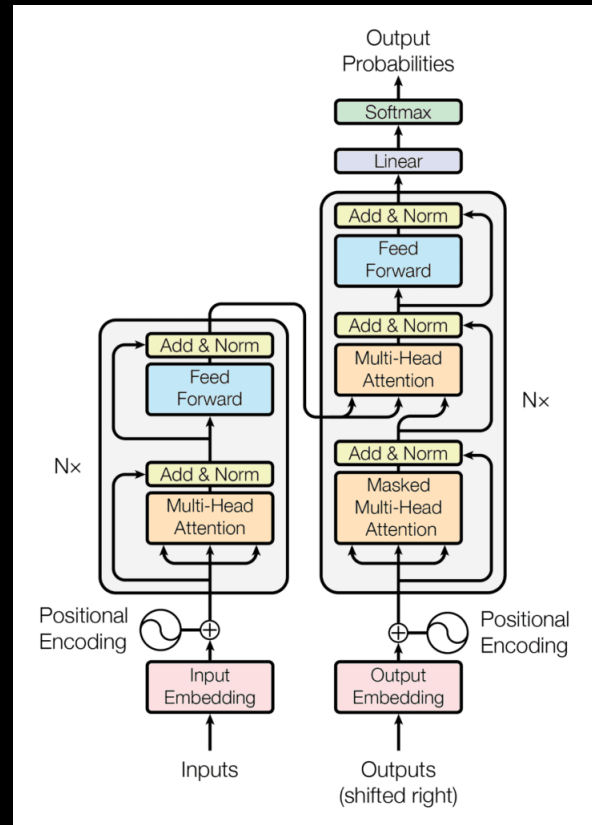 Output
Probabilities
Softmax
Linear
Add & Norm
Feed
Forward
Add & Norm
Multi-Head
Attention
Add & Norm
Masked
Multi-Head
Attention
N×
Add & Norm
Feed
Forward
Add & Norm
Multi-Head
Attention
N×
Positional
Encoding
Positional
Encoding
Input
Embedding
Output
Embedding
Inputs
Outputs
(shifted right)